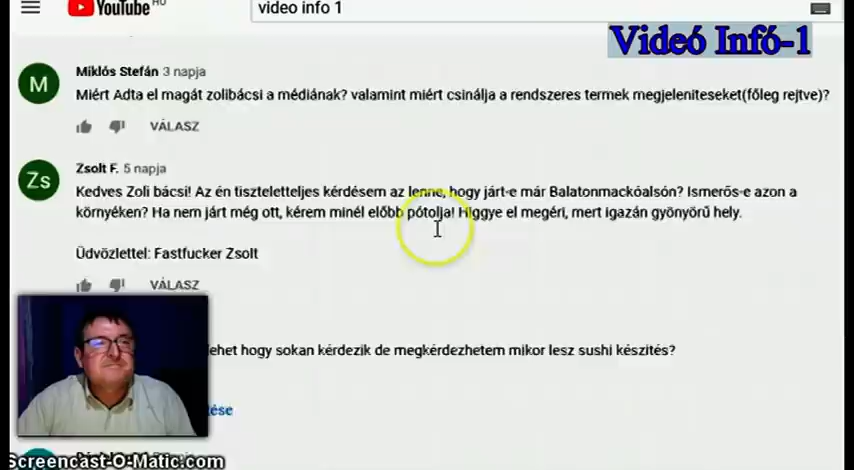 YouTube HU
video info 1
Videó Infó-1
M
Miklós Stefán 3 napja
Miért Adta el magát zolibácsi a médiának? valamint miért csinálja a rendszeres termek megjeleniteseket(főleg rejtve)?
VÁLASZ
Zs
Zsolt F. 5 napja
Kedves Zoli bácsi! Az én tiszteletteljes kérdésem az lenne, hogy járt-e már Balatonmackóalsón? Ismerős-e azon a
környéken? Ha nem járt még ott, kérem minél előbb pótolja! Higgye el megéri, mert igazán gyönyörű hely.
Üdvözlettel: Fastfucker Zsolt
VÁLASZ
lehet hogy sokan kérdezik de megkérdezhetem mikor lesz sushi készítés?
Screencast-O-Matic.com